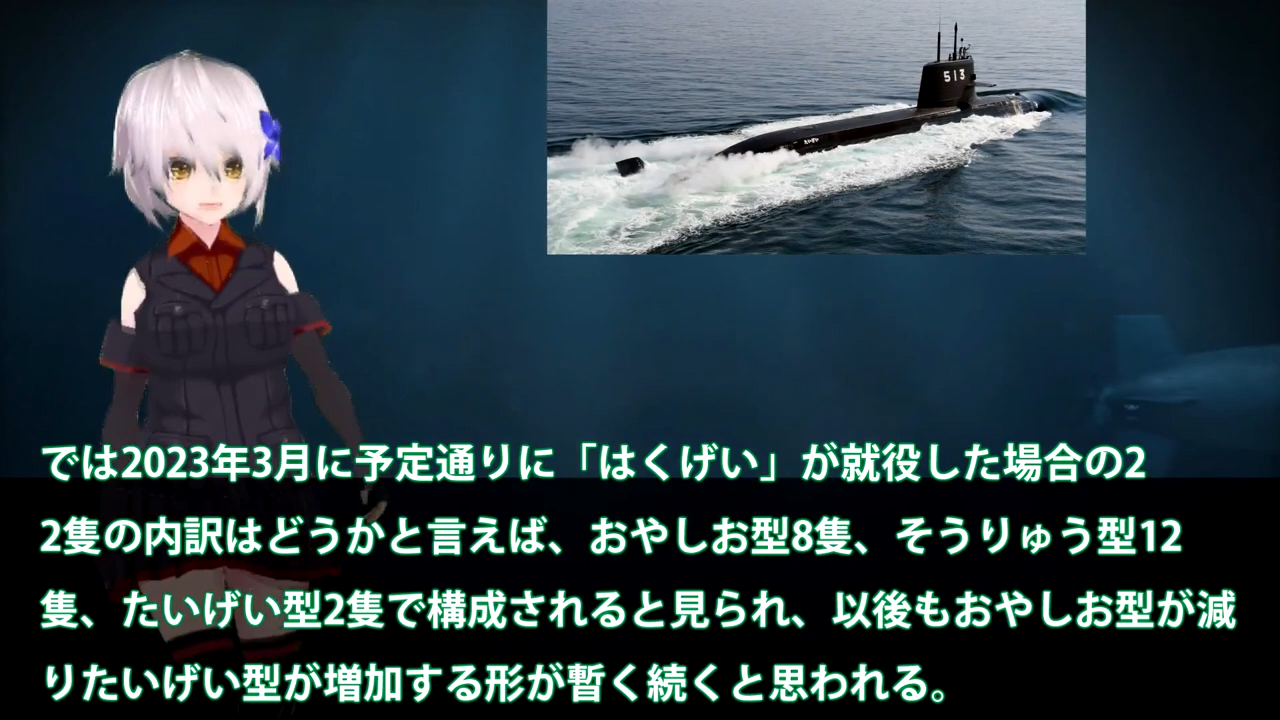 513
では2023年3月に予定通りに「はくげい」が就役した場合の2
2隻の内訳はどうかと言えば、おやしお型8隻、そうりゅう型12
隻、たいげい型2隻で構成されると見られ、以後もおやしお型が減
りたいげい型が増加する形が暫く続くと思われる。